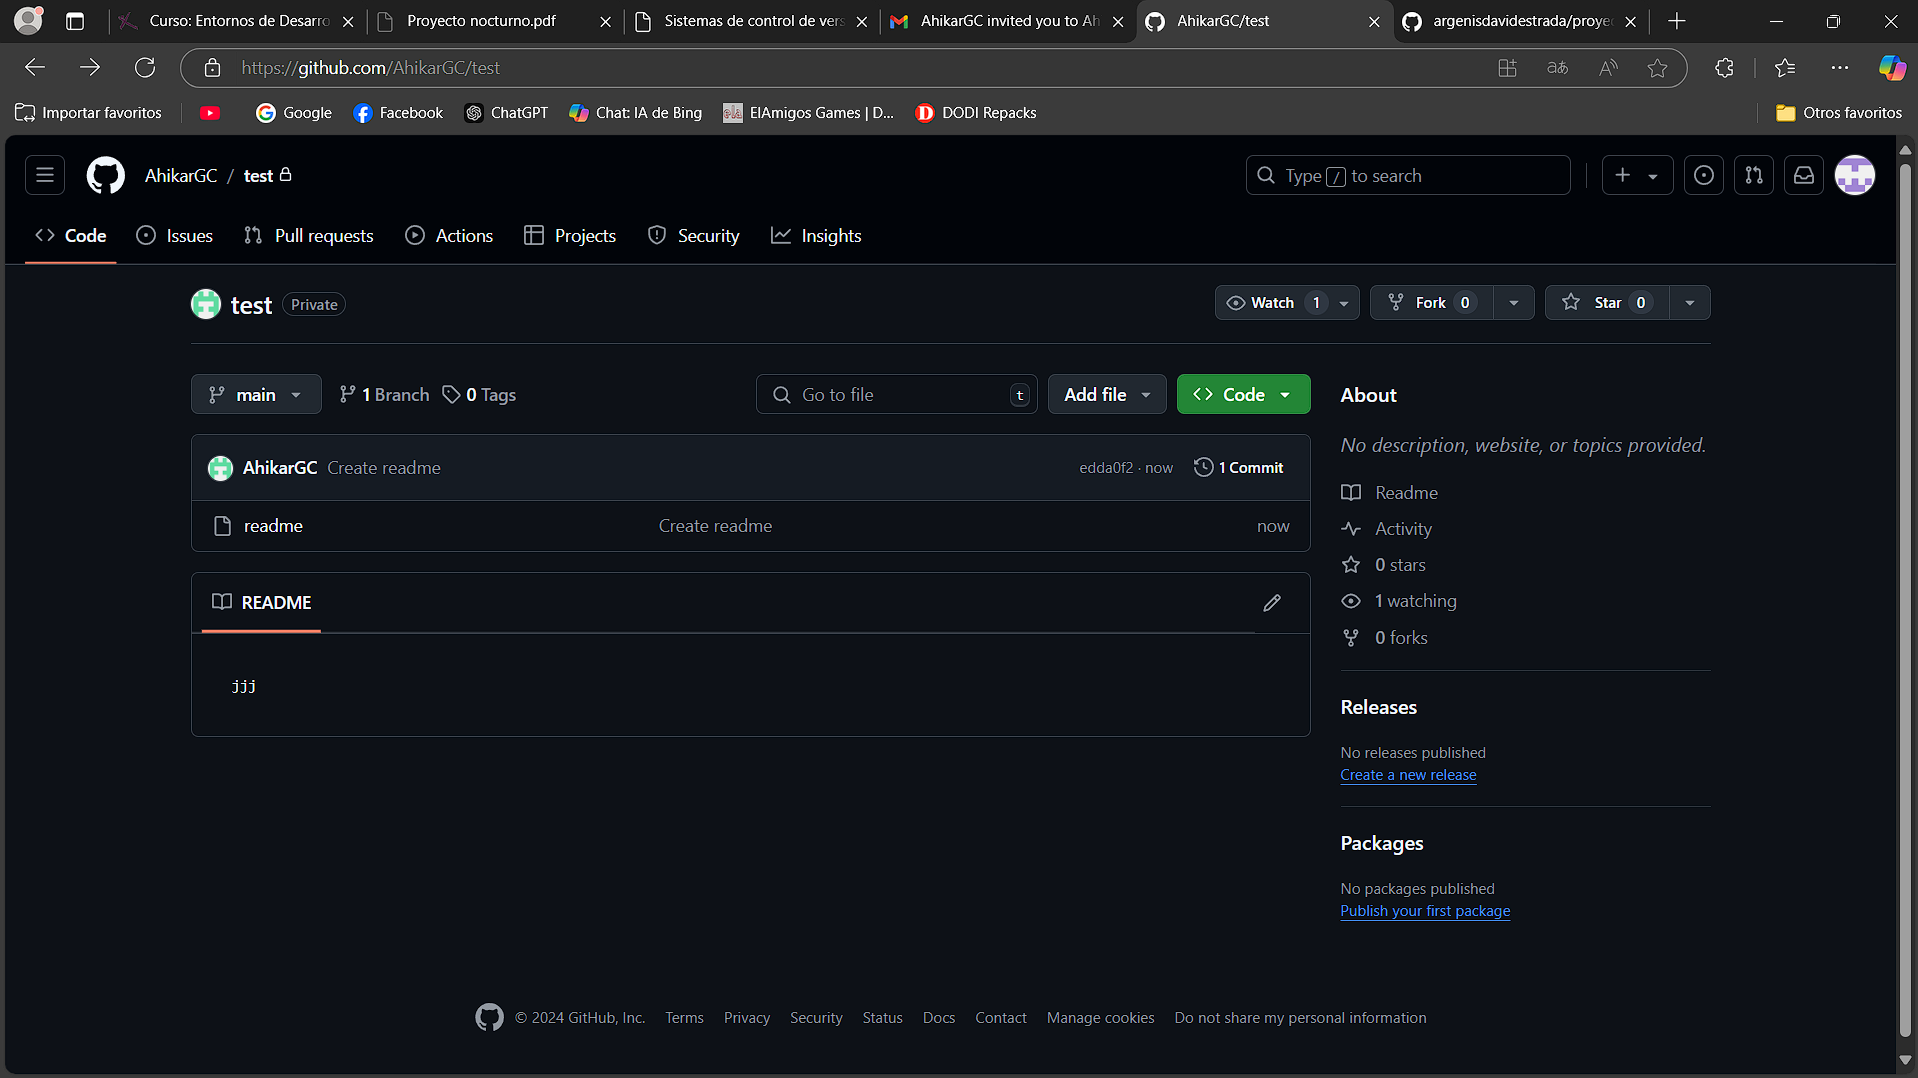 Curso: Entornos de Desarro
Proyecto nocturno.pdf
Sistemas de control de vers
AhikarGC invited you to Ah
AhikarGC/test
argenisdavidestrada/proyec
https://github.com/AhikarGC/test
Importar favoritos
Google
Facebook
ChatGPT
Chat: IA de Bing
ela
ElAmigos Games | D...
DODI Repacks
Otros favoritos
AhikarGC / test
Type / to search
Code
Issues
Pull requests
Actions
Projects
Security
Insights
test Private
Watch 1
Fork 0
Star 0
main
1 Branch
0 Tags
Go to file t
Add file
Code
AhikarGC Create readme
edda0f2 · now
1 Commit
readme
Create readme
now
README
jjj
About
No description, website, or topics provided.
Readme
Activity
0 stars
1 watching
0 forks
Releases
No releases published
Create a new release
Packages
No packages published
Publish your first package
© 2024 GitHub, Inc. Terms Privacy Security Status Docs Contact Manage cookies Do not share my personal information